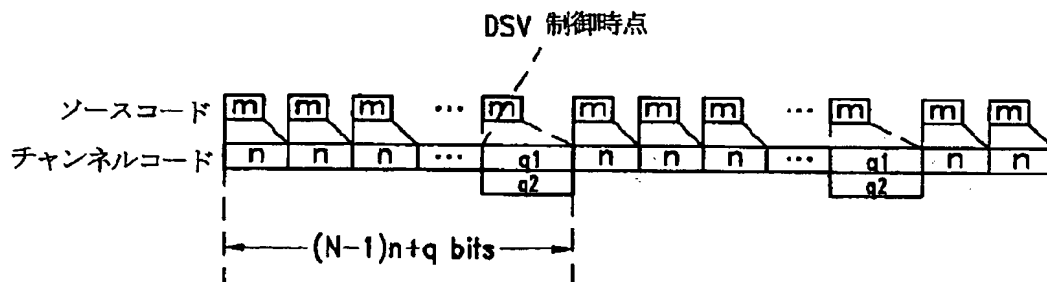 DSV 制御時点
ソースコード m m m ... m m m m ... m m m
チャンネルコード n n n ... q1 n n n ... q1 n n
q2 q2
(N-1)n+q bits